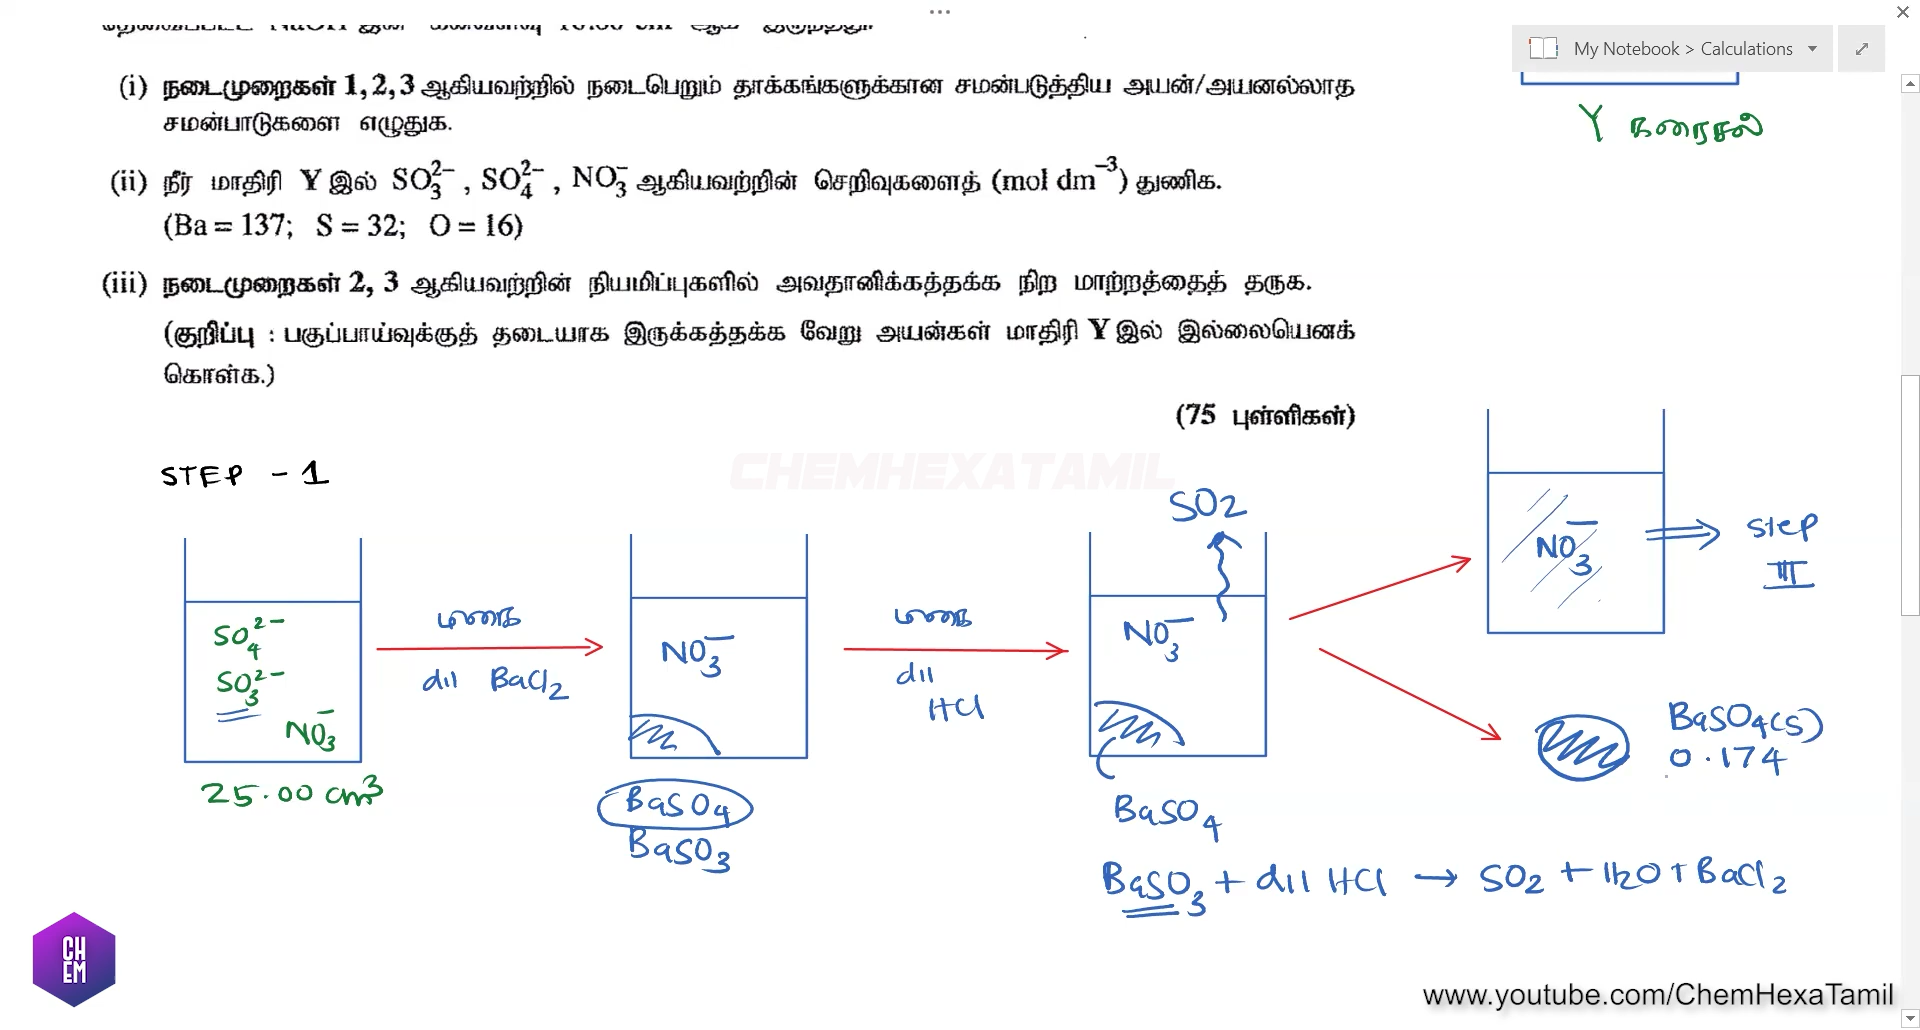 ...
My Notebook > Calculations
Y கரைசல்
(i) நடைமுறைகள் 1, 2, 3 ஆகியவற்றில் நடைபெறும் தாக்கங்களுக்கான சமன்படுத்திய அயன்/அயனல்லாத
சமன்பாடுகளை எழுதுக.
(ii) நீர் மாதிரி Y இல் SO₃²⁻, SO₄²⁻, NO₃⁻ ஆகியவற்றின் செறிவுகளைத் (mol dm⁻³) துணிக.
(Ba = 137; S = 32; O = 16)
(iii) நடைமுறைகள் 2, 3 ஆகியவற்றின் நியமிப்புகளில் அவதானிக்கத்தக்க நிற மாற்றத்தைத் தருக.
(குறிப்பு : பகுப்பாய்வுக்குத் தடையாக இருக்கத்தக்க வேறு அயன்கள் மாதிரி Y இல் இல்லையெனக்
கொள்க.)
(75 புள்ளிகள்)
CHEMHEXATAMIL
STEP - 1
SO₄²⁻
SO₃²⁻
NO₃⁻
25.00 cm³
மிகை
dil BaCl₂
NO₃⁻
BaSO₄
BaSO₃
மிகை
dil
HCl
SO2
NO₃⁻
BaSO₄
NO₃⁻
step
III
BaSO₄(s)
0.174
BaSO₃ + dil HCl → SO₂ + H₂O + BaCl₂
CH
EM
www.youtube.com/ChemHexaTamil